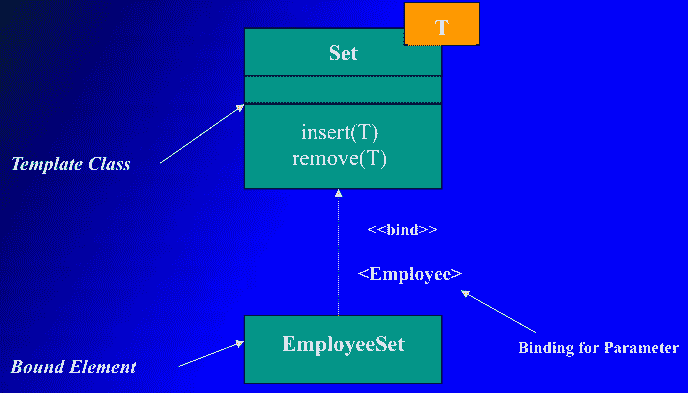 T
Set
insert(T)
remove(T)
Template Class
<<bind>>
<Employee>
EmployeeSet
Binding for Parameter
Bound Element